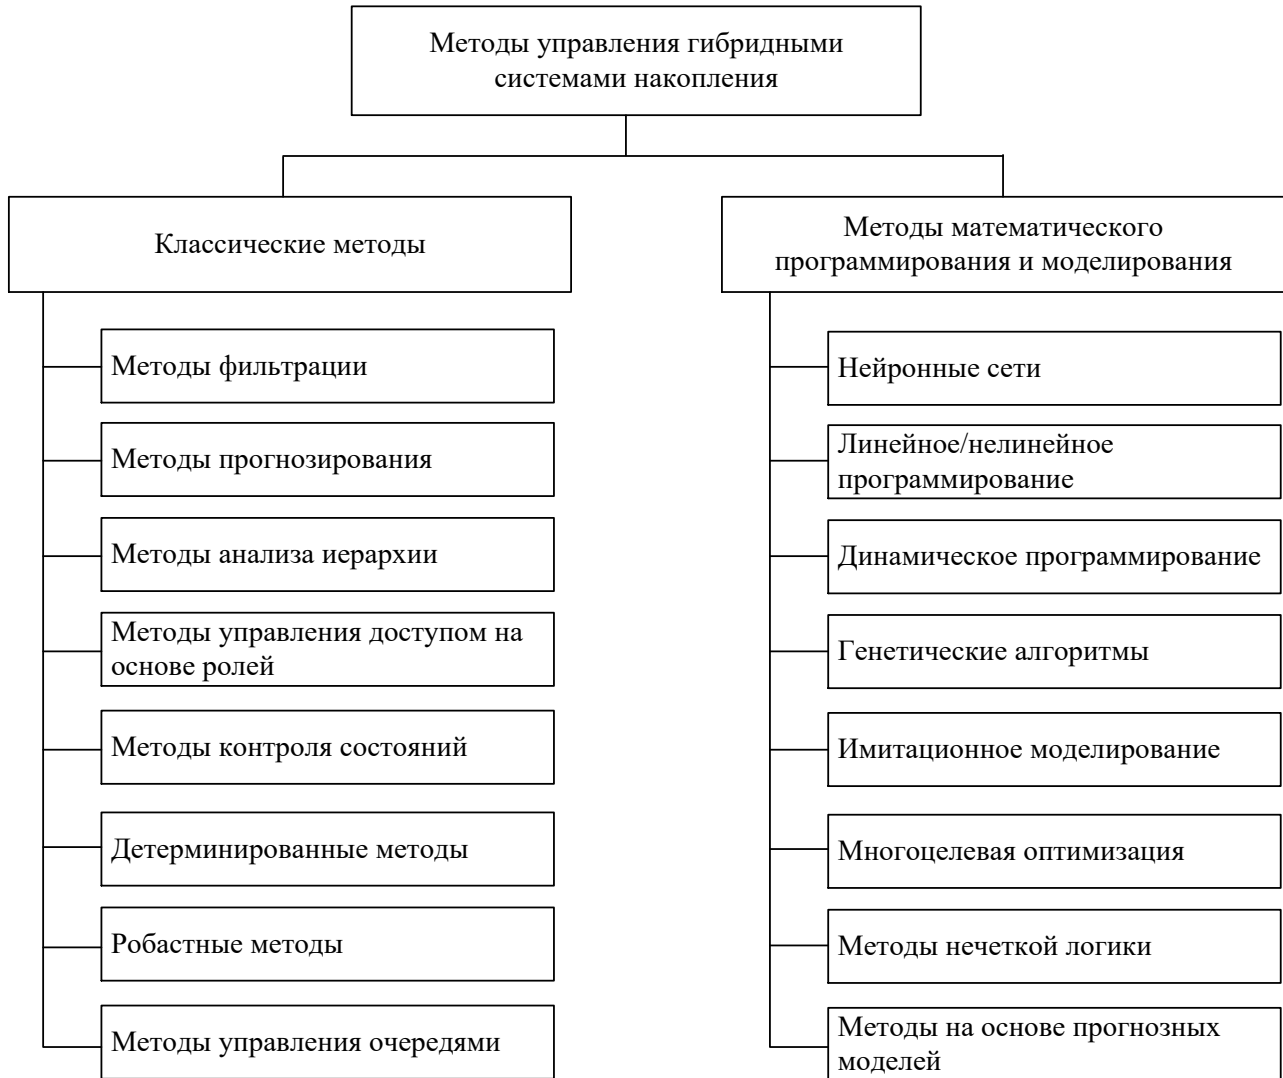 Методы управления гибридными
системами накопления
Классические методы
Методы фильтрации
Методы прогнозирования
Методы анализа иерархии
Методы управления доступом на
основе ролей
Методы контроля состояний
Детерминированные методы
Робастные методы
Методы управления очередями
Методы математического
программирования и моделирования
Нейронные сети
Линейное/нелинейное
программирование
Динамическое программирование
Генетические алгоритмы
Имитационное моделирование
Многоцелевая оптимизация
Методы нечеткой логики
Методы на основе прогнозных
моделей